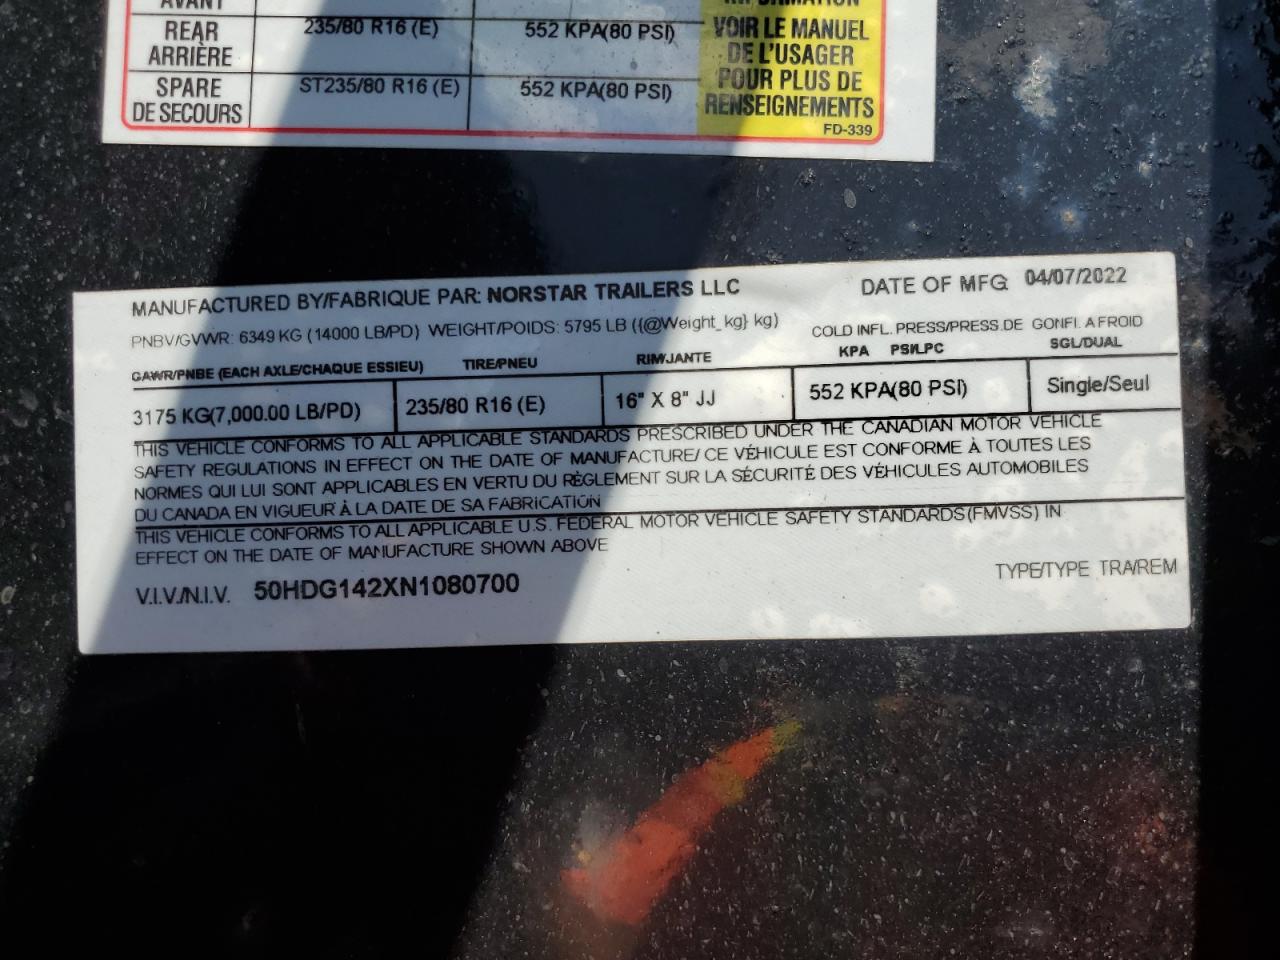 AVANT
REAR
ARRIÈRE
235/80 R16 (E)
552 KPA(80 PSI)
VOIR LE MANUEL
DE L'USAGER
POUR PLUS DE
RENSEIGNEMENTS
SPARE
DE SECOURS
ST235/80 R16 (E)
552 KPA(80 PSI)
FD-339
MANUFACTURED BY/FABRIQUE PAR: NORSTAR TRAILERS LLC DATE OF MFG 04/07/2022
PNBV/GVWR: 6349 KG (14000 LB/PD) WEIGHT/POIDS: 5795 LB ({@Weight_kg} kg) COLD INFL. PRESS/PRESS.DE GONFL. A FROID
GAWR/PNBE (EACH AXLE/CHAQUE ESSIEU) TIRE/PNEU RIM/JANTE KPA PSI/LPC SGL/DUAL
3175 KG(7,000.00 LB/PD) 235/80 R16 (E) 16" X 8" JJ 552 KPA(80 PSI) Single/Seul
THIS VEHICLE CONFORMS TO ALL APPLICABLE STANDARDS PRESCRIBED UNDER THE CANADIAN MOTOR VEHICLE
SAFETY REGULATIONS IN EFFECT ON THE DATE OF MANUFACTURE/ CE VÉHICULE EST CONFORME À TOUTES LES
NORMES QUI LUI SONT APPLICABLES EN VERTU DU RÈGLEMENT SUR LA SÉCURITÉ DES VÉHICULES AUTOMOBILES
DU CANADA EN VIGUEUR À LA DATE DE SA FABRICATION
THIS VEHICLE CONFORMS TO ALL APPLICABLE U.S. FEDERAL MOTOR VEHICLE SAFETY STANDARDS (FMVSS) IN
EFFECT ON THE DATE OF MANUFACTURE SHOWN ABOVE
V.I.V./N.I.V. 50HDG142XN1080700 TYPE/TYPE TRA/REM